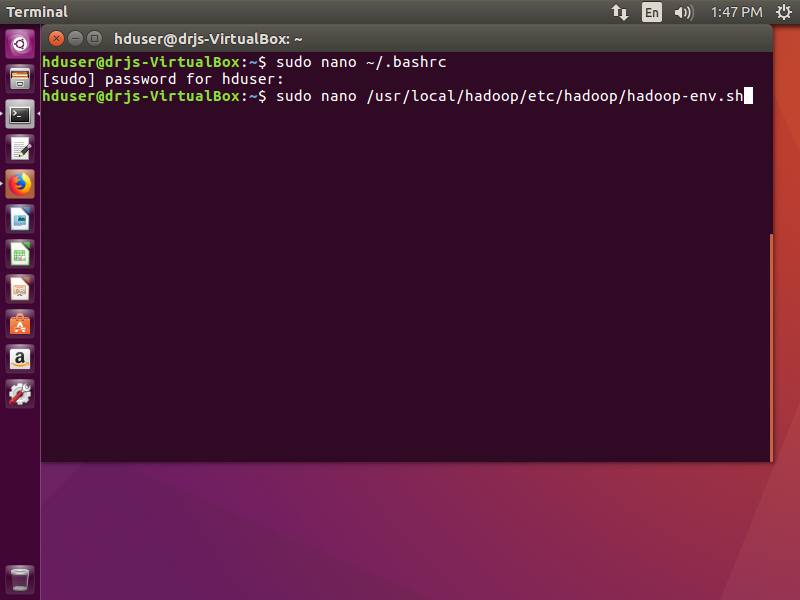 Terminal
En
1:47 PM
hduser@drjs-VirtualBox: ~
hduser@drjs-VirtualBox:~$ sudo nano ~/.bashrc
[sudo] password for hduser:
hduser@drjs-VirtualBox:~$ sudo nano /usr/local/hadoop/etc/hadoop/hadoop-env.sh
a